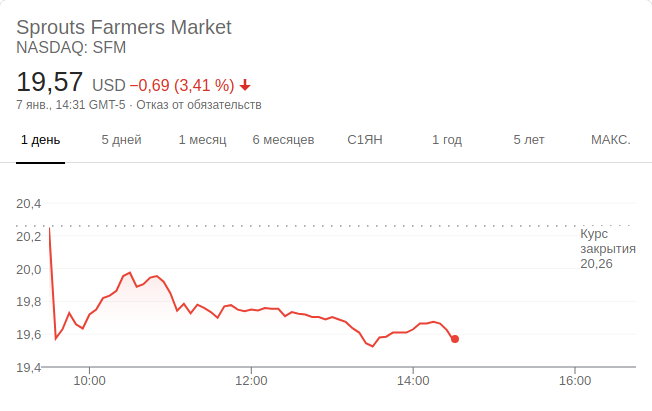 Sprouts Farmers Market
NASDAQ: SFM
19,57 USD −0,69 (3,41 %)
7 янв., 14:31 GMT-5 · Отказ от обязательств
1 день 5 дней 1 месяц 6 месяцев С1ЯН 1 год 5 лет МАКС.
20,4
20,2
20,0
19,8
19,6
19,4
Курс
закрытия
20,26
10:00 12:00 14:00 16:00